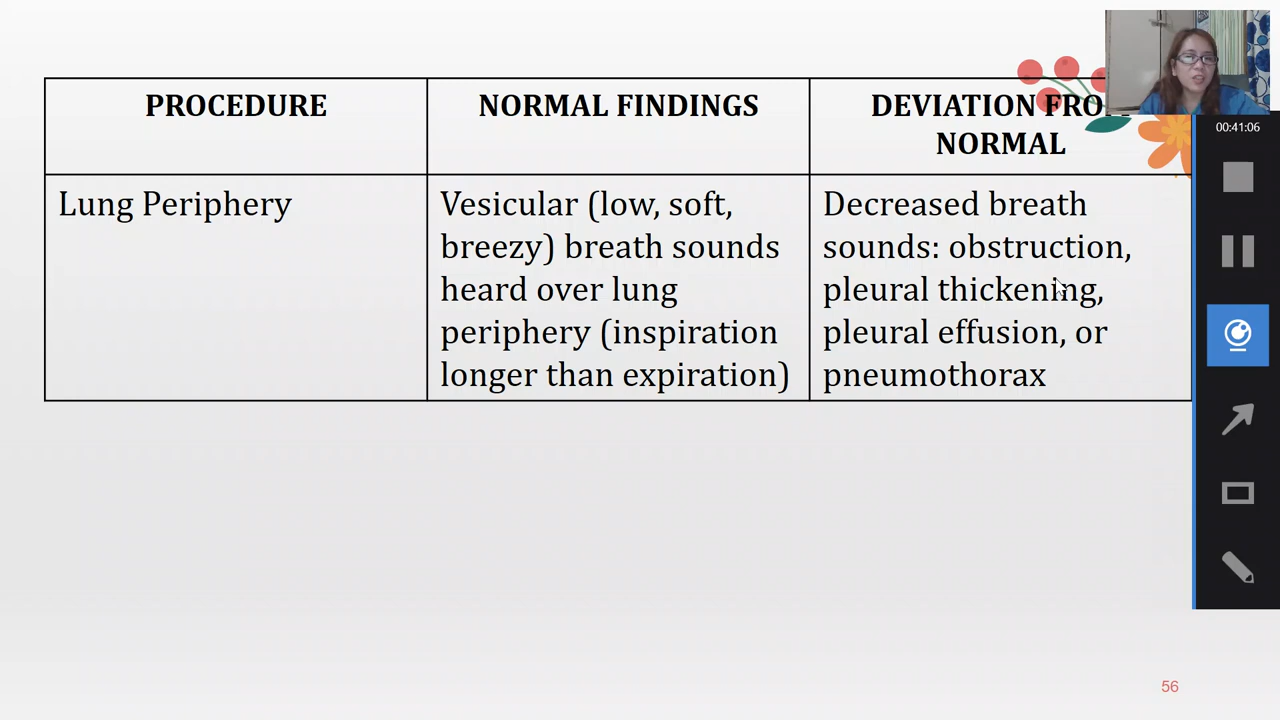 PROCEDURE
NORMAL FINDINGS
DEVIATION FROM
NORMAL
Lung Periphery
Vesicular (low, soft,
breezy) breath sounds
heard over lung
periphery (inspiration
longer than expiration)
Decreased breath
sounds: obstruction,
pleural thickening,
pleural effusion, or
pneumothorax
00:41:06
56